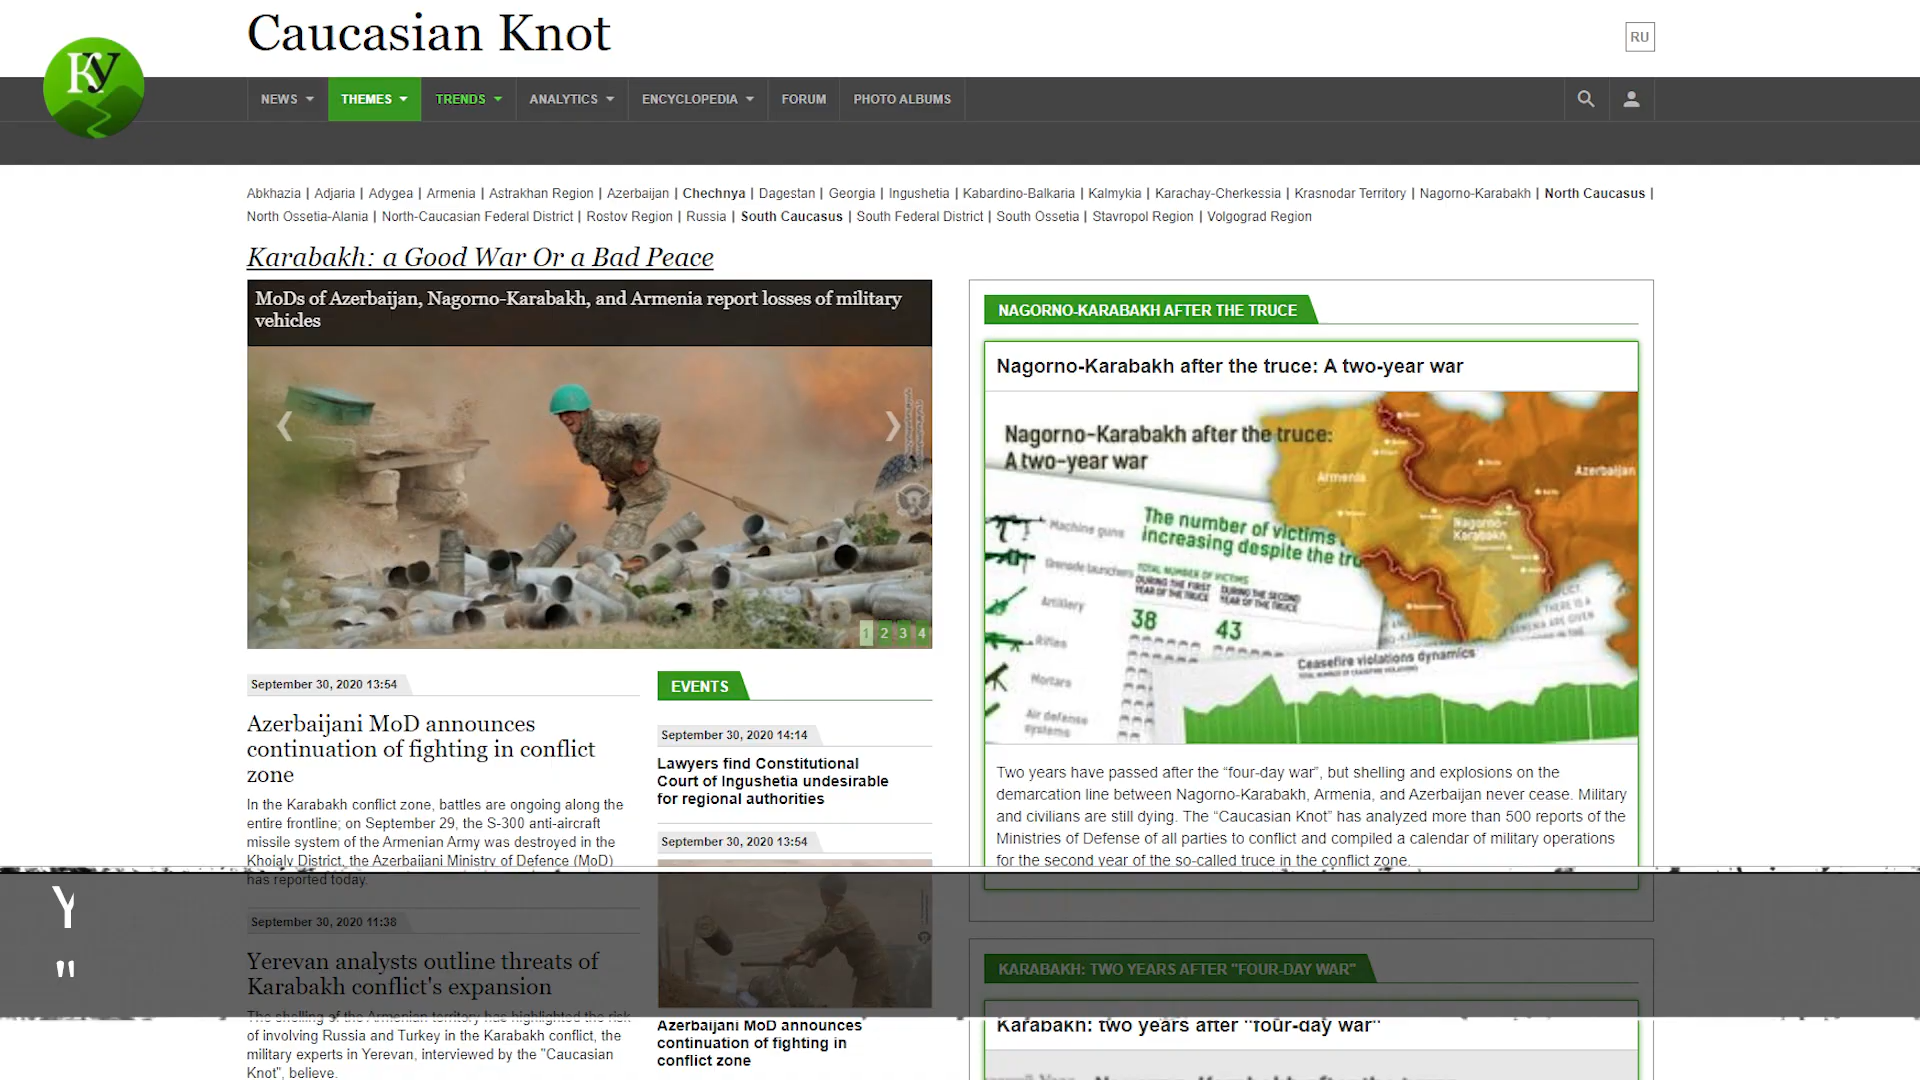 Caucasian Knot
RU
Ky
NEWS
THEMES
TRENDS
ANALYTICS
ENCYCLOPEDIA
FORUM
PHOTO ALBUMS
Abkhazia | Adjaria | Adygea | Armenia | Astrakhan Region | Azerbaijan | Chechnya | Dagestan | Georgia | Ingushetia | Kabardino-Balkaria | Kalmykia | Karachay-Cherkessia | Krasnodar Territory | Nagorno-Karabakh | North Caucasus |
North Ossetia-Alania | North-Caucasian Federal District | Rostov Region | Russia | South Caucasus | South Federal District | South Ossetia | Stavropol Region | Volgograd Region
Karabakh: a Good War Or a Bad Peace
MoDs of Azerbaijan, Nagorno-Karabakh, and Armenia report losses of military
vehicles
1 2 3 4
September 30, 2020 13:54
Azerbaijani MoD announces
continuation of fighting in conflict
zone
In the Karabakh conflict zone, battles are ongoing along the
entire frontline; on September 29, the S-300 anti-aircraft
missile system of the Armenian Army was destroyed in the
Khojaly District, the Azerbaijani Ministry of Defence (MoD)
has reported today.
September 30, 2020 11:38
Yerevan analysts outline threats of
Karabakh conflict's expansion
The shelling of the Armenian territory has highlighted the risk
of involving Russia and Turkey in the Karabakh conflict, the
military experts in Yerevan, interviewed by the "Caucasian
Knot", believe.
EVENTS
September 30, 2020 14:14
Lawyers find Constitutional
Court of Ingushetia undesirable
for regional authorities
September 30, 2020 13:54
Azerbaijani MoD announces
continuation of fighting in
conflict zone
NAGORNO-KARABAKH AFTER THE TRUCE
Nagorno-Karabakh after the truce: A two-year war
Nagorno-Karabakh after the truce:
A two-year war
Armenia
Azerbaijan
Nagorno-
Karabakh
The number of victims
increasing despite the tru
Machine guns
Grenade launchers
Artillery
Rifles
Mortars
Air defense
systems
TOTAL NUMBER OF VICTIMS
DURING THE FIRST
YEAR OF THE TRUCE
DURING THE SECOND
YEAR OF THE TRUCE
38
43
Ceasefire violations dynamics
Two years have passed after the “four-day war”, but shelling and explosions on the
demarcation line between Nagorno-Karabakh, Armenia, and Azerbaijan never cease. Military
and civilians are still dying. The “Caucasian Knot” has analyzed more than 500 reports of the
Ministries of Defense of all parties to conflict and compiled a calendar of military operations
for the second year of the so-called truce in the conflict zone.
KARABAKH: TWO YEARS AFTER "FOUR-DAY WAR"
Karabakh: two years after "four-day war"
Y
"